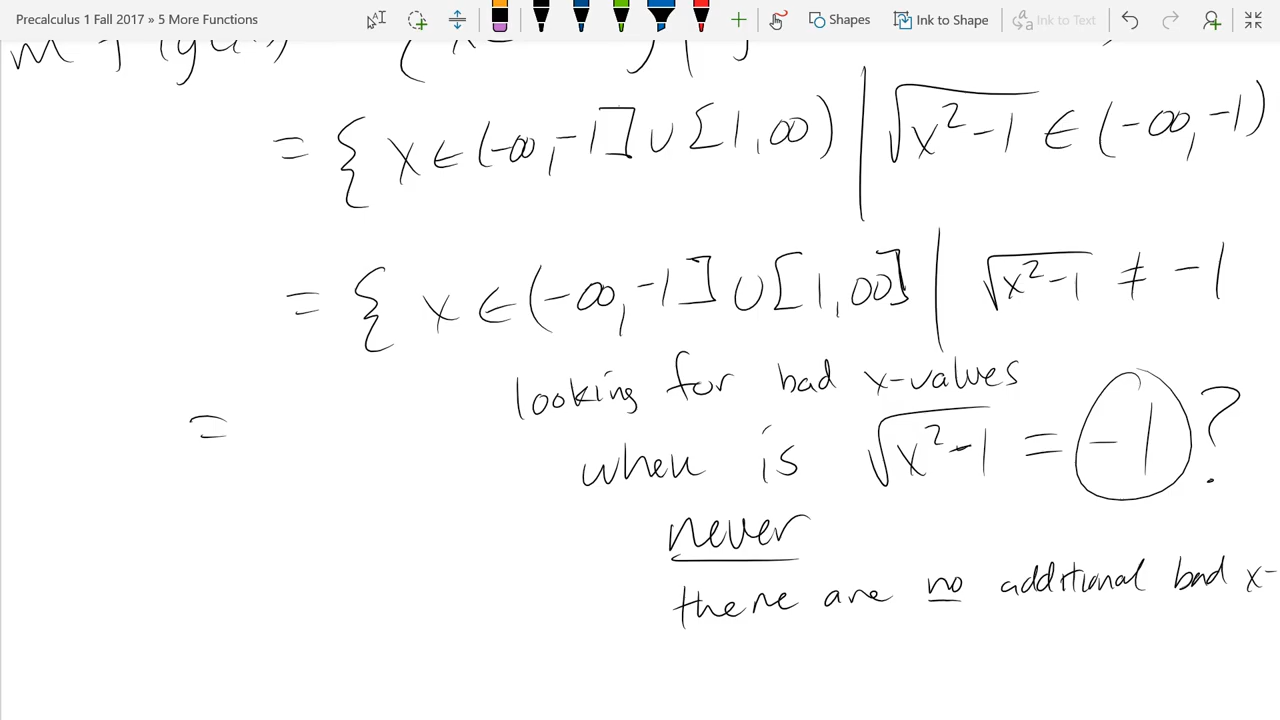 Precalculus 1 Fall 2017 » 5 More Functions
Shapes Ink to Shape Ink to Text
= { x ∈ (-∞, -1] ∪ [1, ∞) | √(x²-1) ∈ (-∞, -1)
= { x ∈ (-∞, -1] ∪ [1, ∞] | √(x²-1) ≠ -1
looking for bad x-values
= when is √(x²-1) = -1 ?
never
there are no additional bad x-